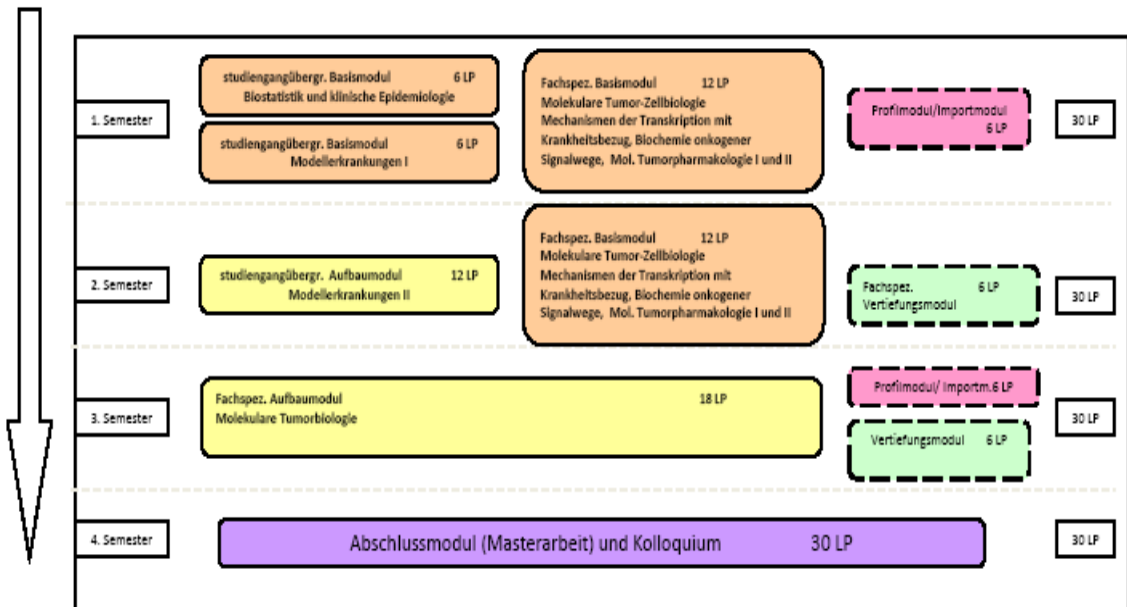 1. Semester
studiengangübergr. Basismodul 6 LP
Biostatistik und klinische Epidemiologie
studiengangübergr. Basismodul 6 LP
Modellerkrankungen I
Fachspez. Basismodul 12 LP
Molekulare Tumor-Zellbiologie
Mechanismen der Transkription mit
Krankheitsbezug, Biochemie onkogener
Signalwege, Mol. Tumorpharmakologie I und II
Profilmodul/Importmodul
6 LP
30 LP
2. Semester
studiengangübergr. Aufbaumodul 12 LP
Modellerkrankungen II
Fachspez. Basismodul 12 LP
Molekulare Tumor-Zellbiologie
Mechanismen der Transkription mit
Krankheitsbezug, Biochemie onkogener
Signalwege, Mol. Tumorpharmakologie I und II
Fachspez. 6 LP
Vertiefungsmodul
30 LP
3. Semester
Fachspez. Aufbaumodul 18 LP
Molekulare Tumorbiologie
Profilmodul/ Importm.6 LP
Vertiefungsmodul 6 LP
30 LP
4. Semester
Abschlussmodul (Masterarbeit) und Kolloquium 30 LP
30 LP